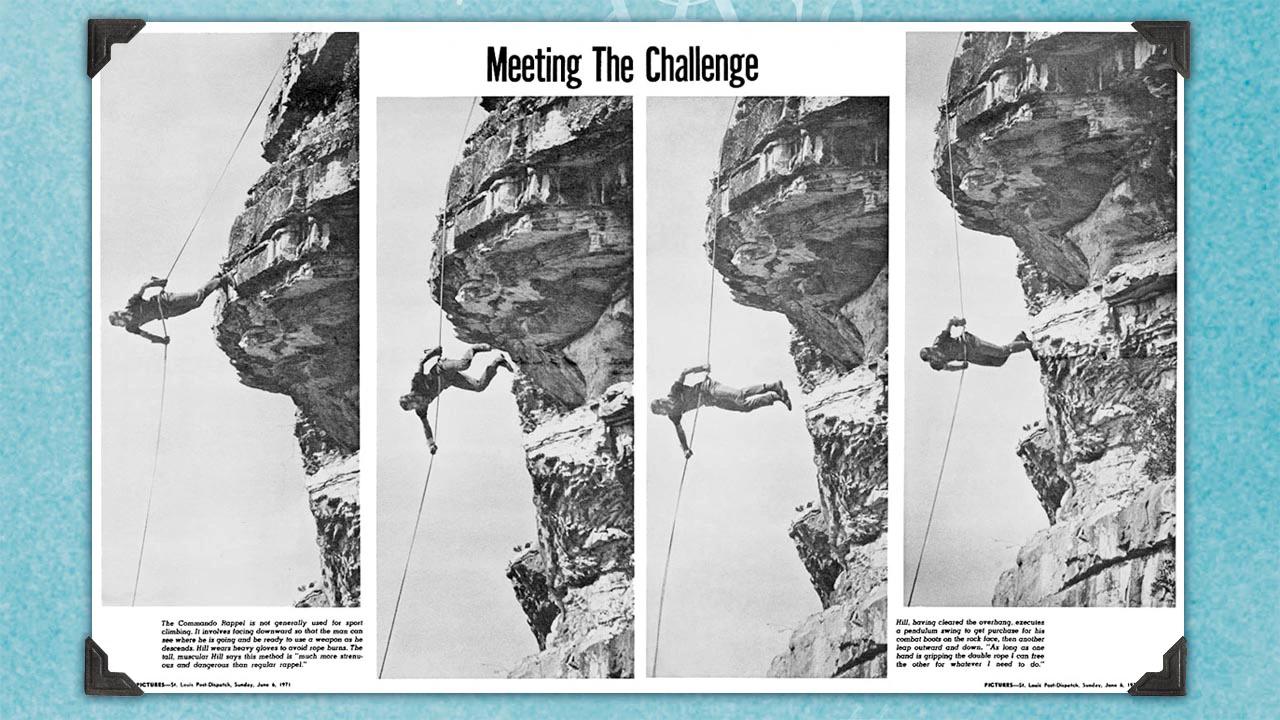 Meeting The Challenge
The Commando Rappel is not generally used for sport
climbing. It involves facing downward so that the man can
see where he is going and be ready to use a weapon as he
descends. Hill wears heavy gloves to avoid rope burns. The
tall, muscular Hill says this method is "much more strenu-
ous and dangerous than regular rappel."
PICTURES—St. Louis Post-Dispatch, Sunday, June 6, 1971
Hill, having cleared the overhang, executes
a pendulum swing to get purchase for his
combat boots on the rock face, then another
leap outward and down. "As long as one
hand is gripping the double rope I can free
the other for whatever I need to do."
PICTURES—St. Louis Post-Dispatch, Sunday, June 6,